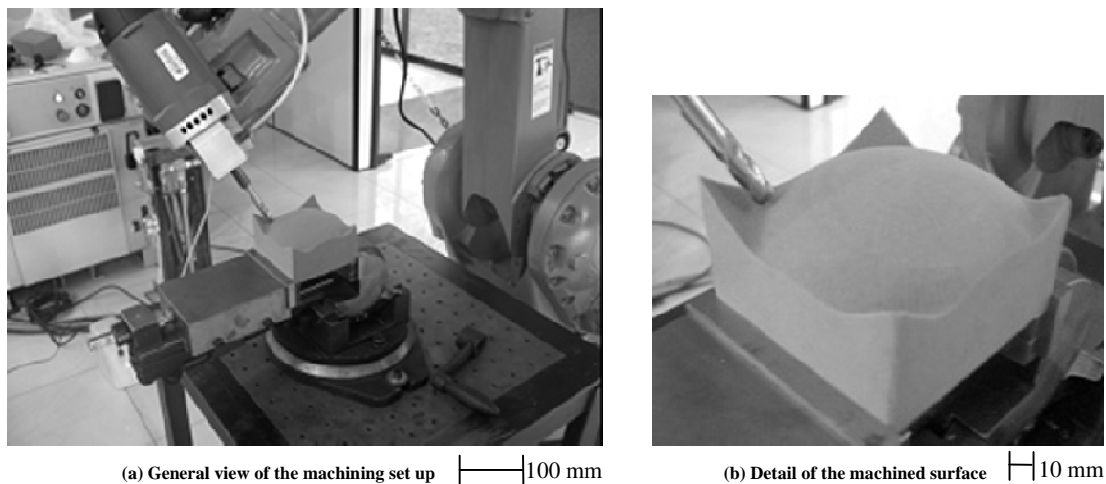 (a) General view of the machining set up
100 mm
(b) Detail of the machined surface
10 mm